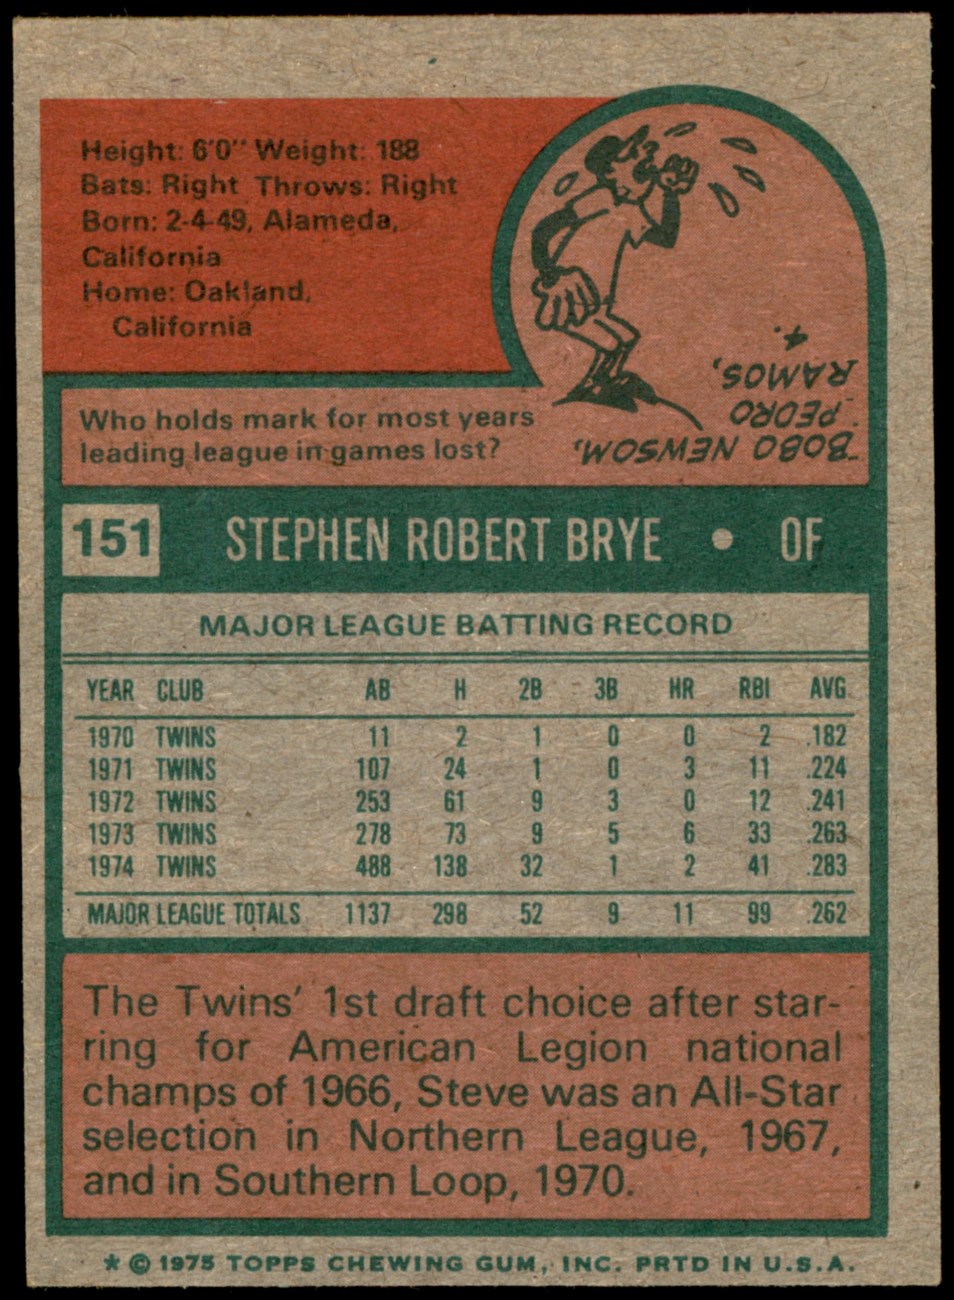 Height: 6'0" Weight: 188
Bats: Right Throws: Right
Born: 2-4-49, Alameda,
California
Home: Oakland,
California
Who holds mark for most years
leading league in games lost?
"BOBO NEWSOM,
PEDRO
RAMOS,
4.
151 STEPHEN ROBERT BRYE • OF
MAJOR LEAGUE BATTING RECORD
YEAR CLUB AB H 2B 3B HR RBI AVG
1970 TWINS 11 2 1 0 0 2 .182
1971 TWINS 107 24 1 0 3 11 .224
1972 TWINS 253 61 9 3 0 12 .241
1973 TWINS 278 73 9 5 6 33 .263
1974 TWINS 488 138 32 1 2 41 .283
MAJOR LEAGUE TOTALS 1137 298 52 9 11 99 .262
The Twins' 1st draft choice after star-
ring for American Legion national
champs of 1966, Steve was an All-Star
selection in Northern League, 1967,
and in Southern Loop, 1970.
* © 1975 TOPPS CHEWING GUM, INC. PRTD IN U.S.A.